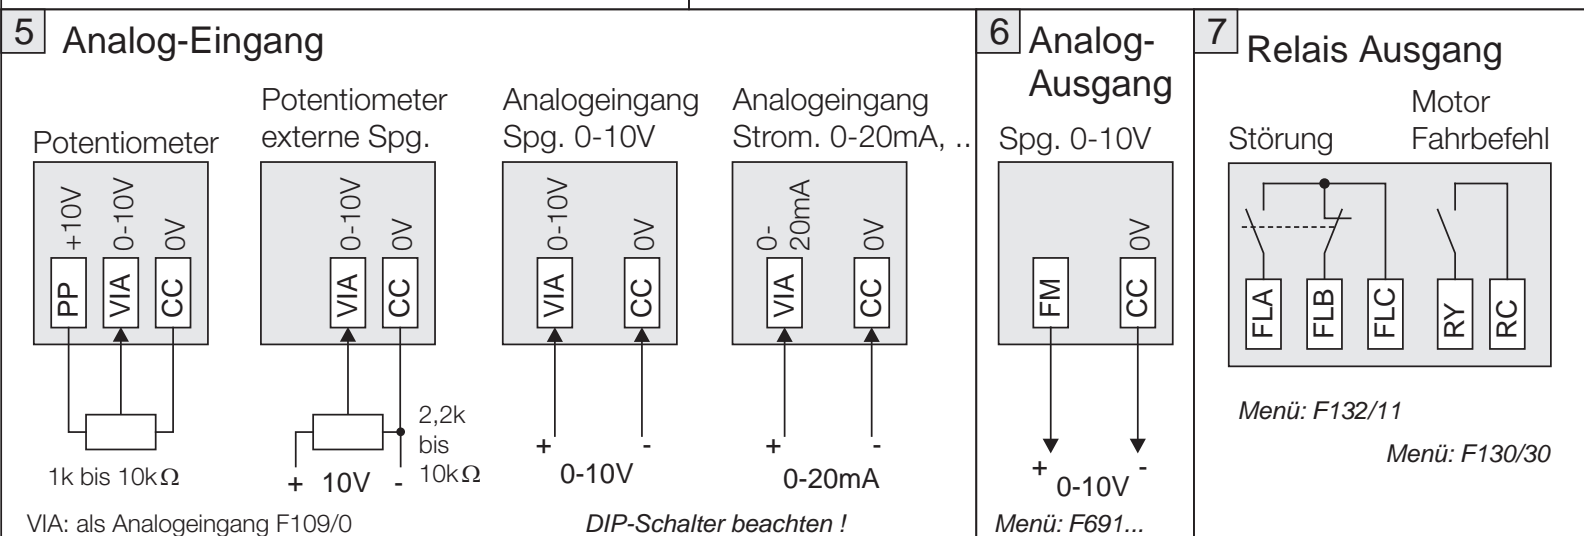 5 Analog-Eingang
Potentiometer
+10V
0-10V
0V
PP
VIA
CC
1k bis 10kΩ
VIA: als Analogeingang F109/0
Potentiometer
externe Spg.
0-10V
0V
VIA
CC
2,2k
bis
10kΩ
+ 10V -
Analogeingang
Spg. 0-10V
0-10V
0V
VIA
CC
+ -
0-10V
Analogeingang
Strom. 0-20mA, ..
0-
20mA
0V
VIA
CC
+ -
0-20mA
DIP-Schalter beachten !
6 Analog-
Ausgang
Spg. 0-10V
0V
FM
CC
+ -
0-10V
Menü: F691...
7 Relais Ausgang
Störung
Motor
Fahrbefehl
FLA
FLB
FLC
RY
RC
Menü: F132/11
Menü: F130/30